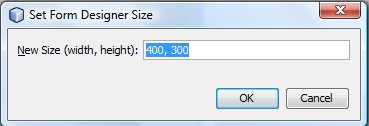 Set Form Designer Size
New Size (width, height): 400, 300
OK Cancel